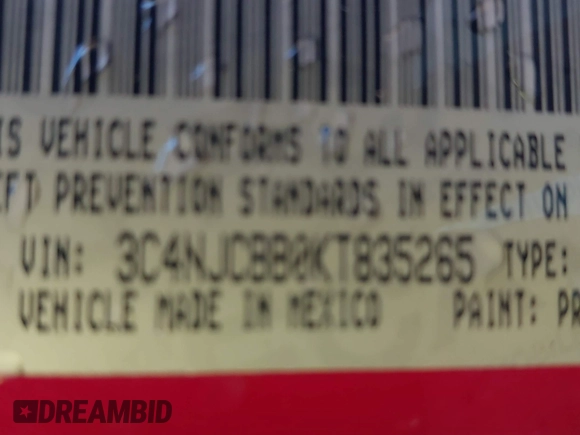 IS VEHICLE CONFORMS TO ALL APPLICABLE
EFT PREVENTION STANDARDS IN EFFECT ON
VIN: 3C4NJCBB0KT835265 TYPE:
VEHICLE MADE IN MEXICO PAINT: PR
DREAMBID